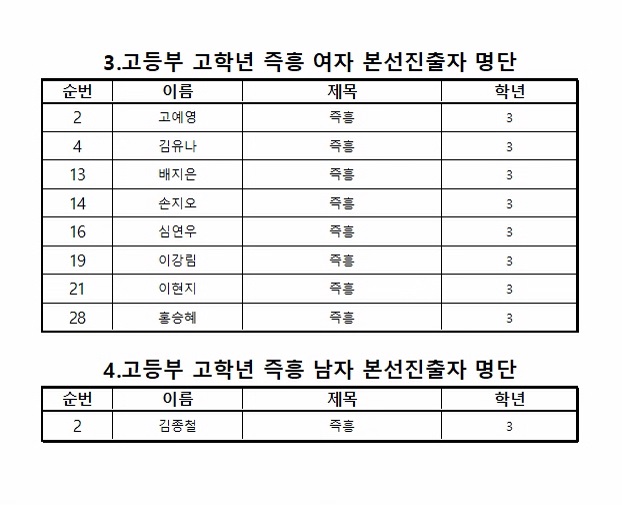 3.고등부 고학년 즉흥 여자 본선진출자 명단
순번 이름 제목 학년
2 고예영 즉흥 3
4 김유나 즉흥 3
13 배지은 즉흥 3
14 손지오 즉흥 3
16 심연우 즉흥 3
19 이강림 즉흥 3
21 이현지 즉흥 3
28 홍승혜 즉흥 3
4.고등부 고학년 즉흥 남자 본선진출자 명단
순번 이름 제목 학년
2 김종철 즉흥 3